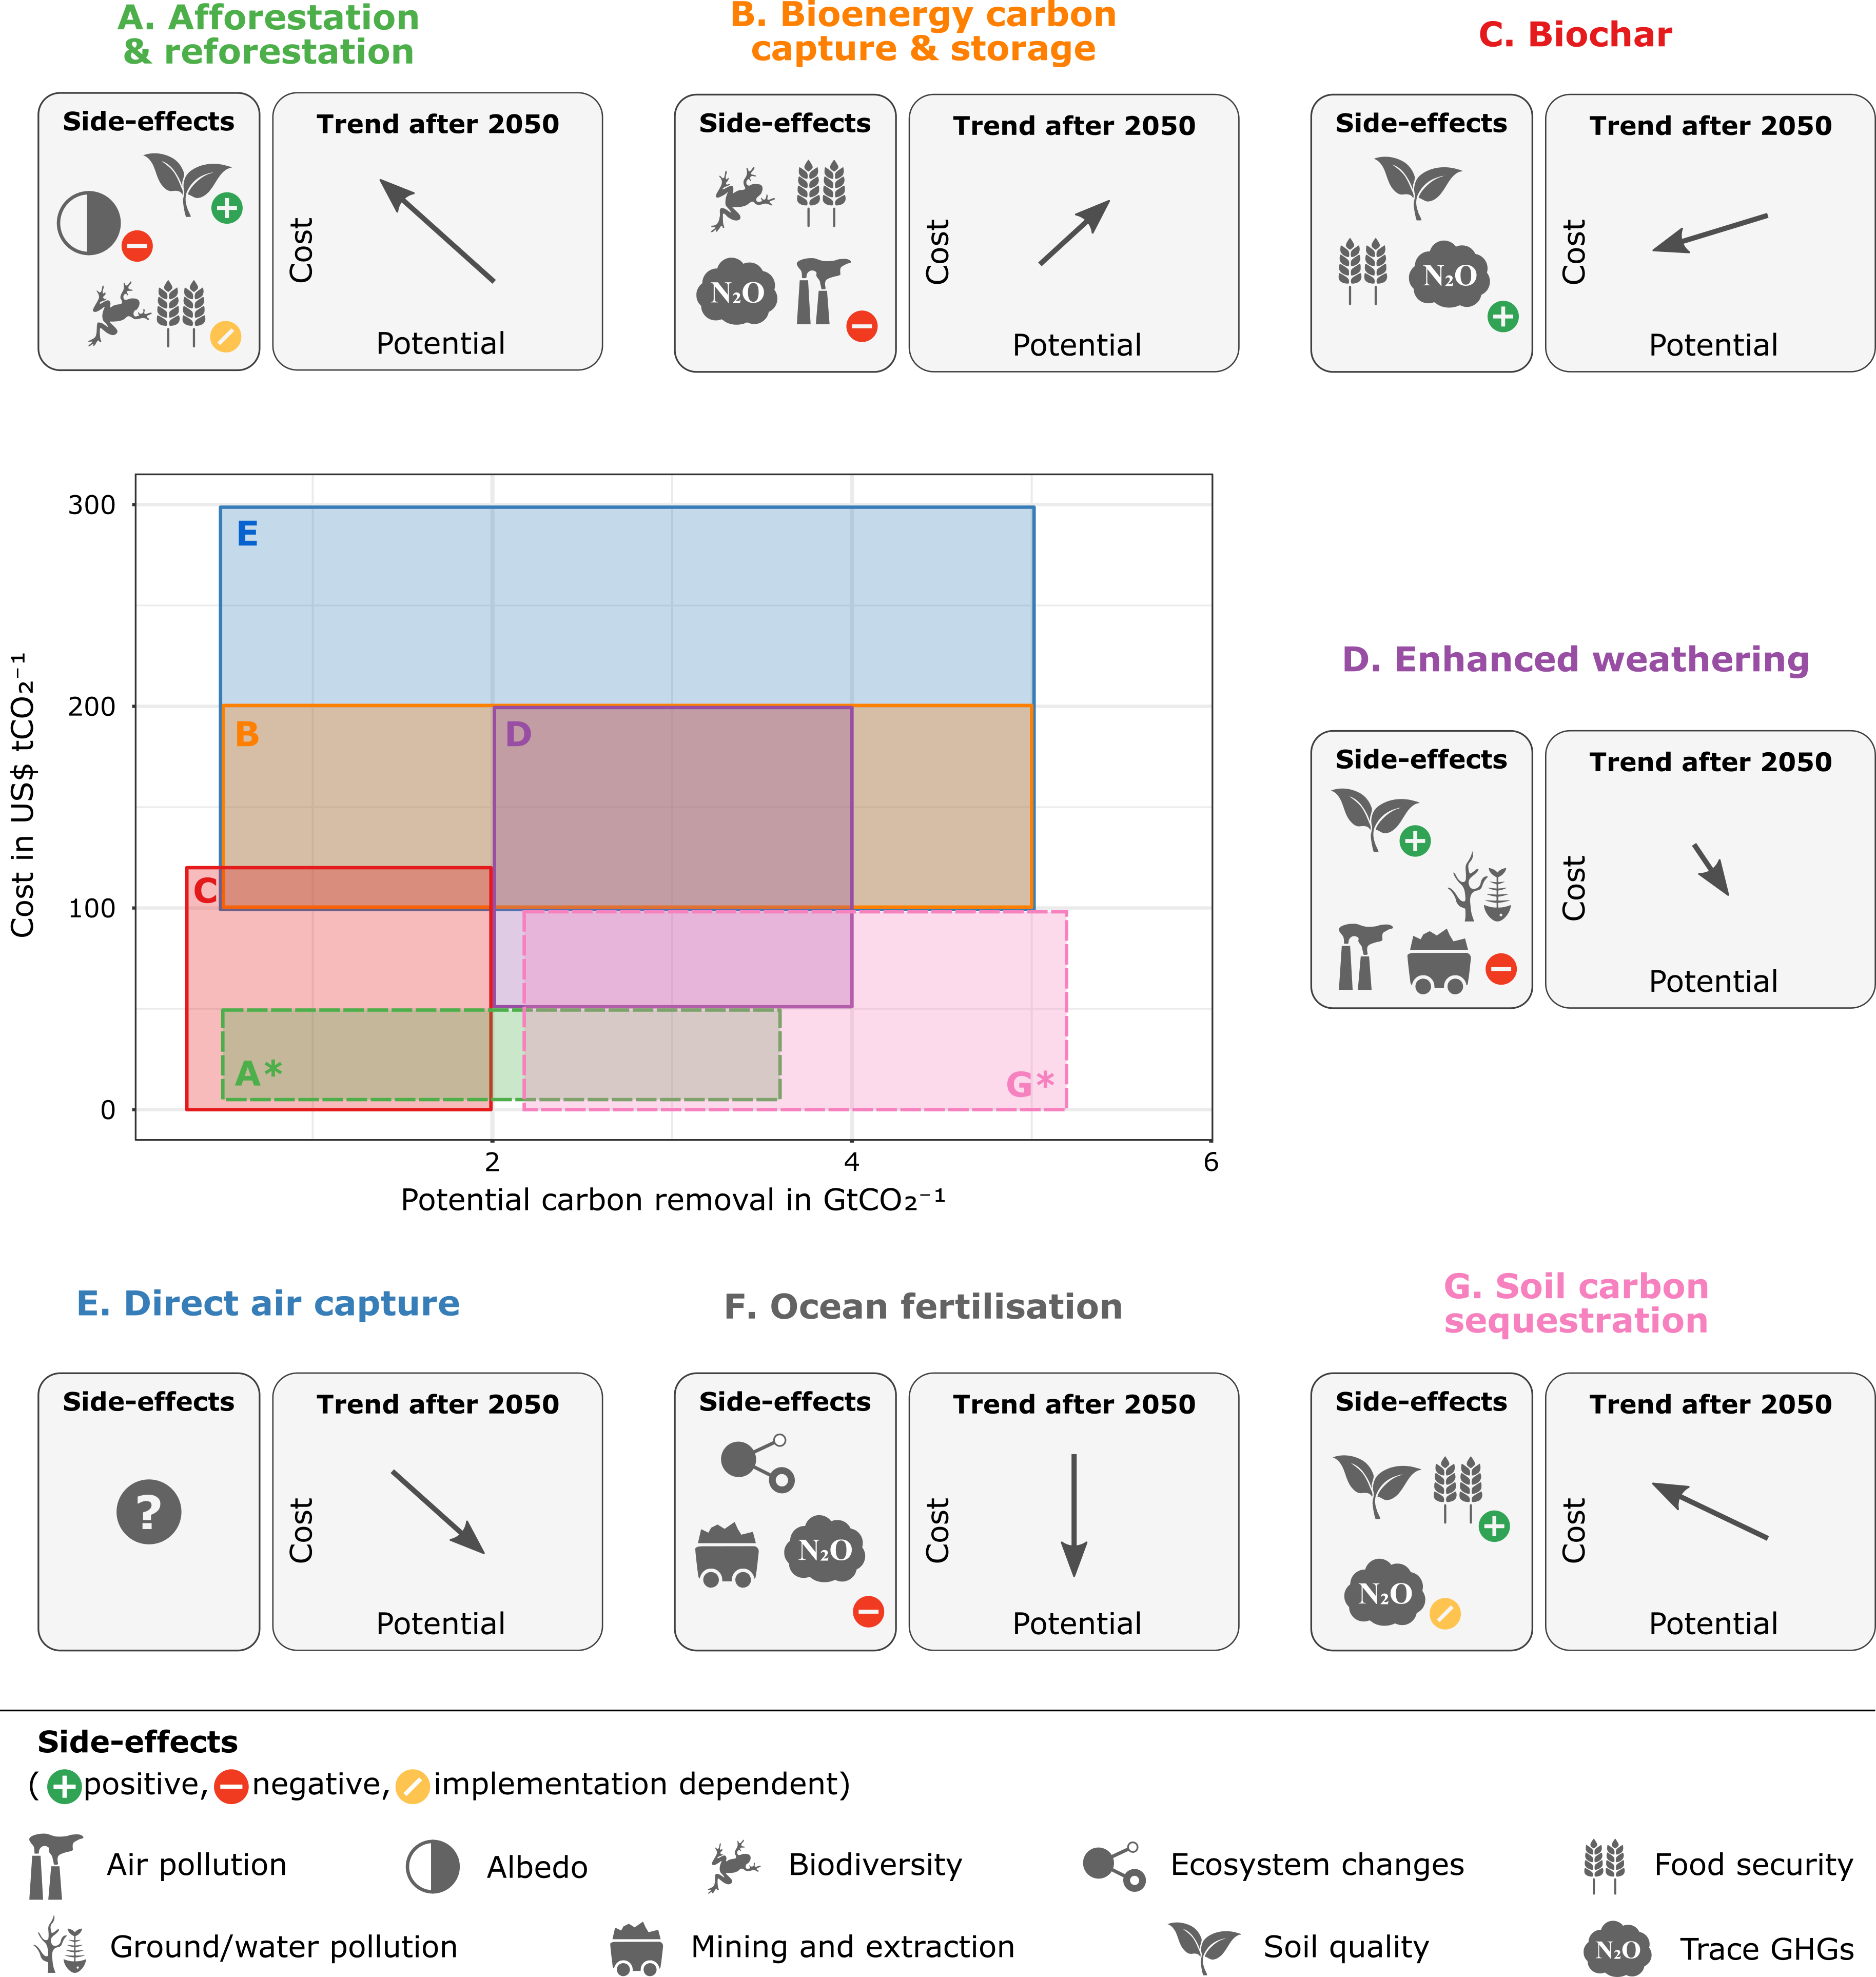 A. Afforestation
& reforestation
B. Bioenergy carbon
capture & storage
C. Biochar
Side-effects
Trend after 2050
Cost
Potential
Side-effects
Trend after 2050
N₂O
Cost
Potential
Side-effects
Trend after 2050
N₂O
Cost
Potential
Cost in US$ tCO₂⁻¹
300
200
100
0
E
B
D
C
A*
G*
2
4
6
Potential carbon removal in GtCO₂⁻¹
D. Enhanced weathering
Side-effects
Trend after 2050
Cost
Potential
E. Direct air capture
F. Ocean fertilisation
G. Soil carbon
sequestration
Side-effects
?
Trend after 2050
Cost
Potential
Side-effects
N₂O
Trend after 2050
Cost
Potential
Side-effects
N₂O
Trend after 2050
Cost
Potential
Side-effects
( + positive, − negative, implementation dependent)
Air pollution
Albedo
Biodiversity
Ecosystem changes
Food security
Ground/water pollution
Mining and extraction
Soil quality
N₂O
Trace GHGs